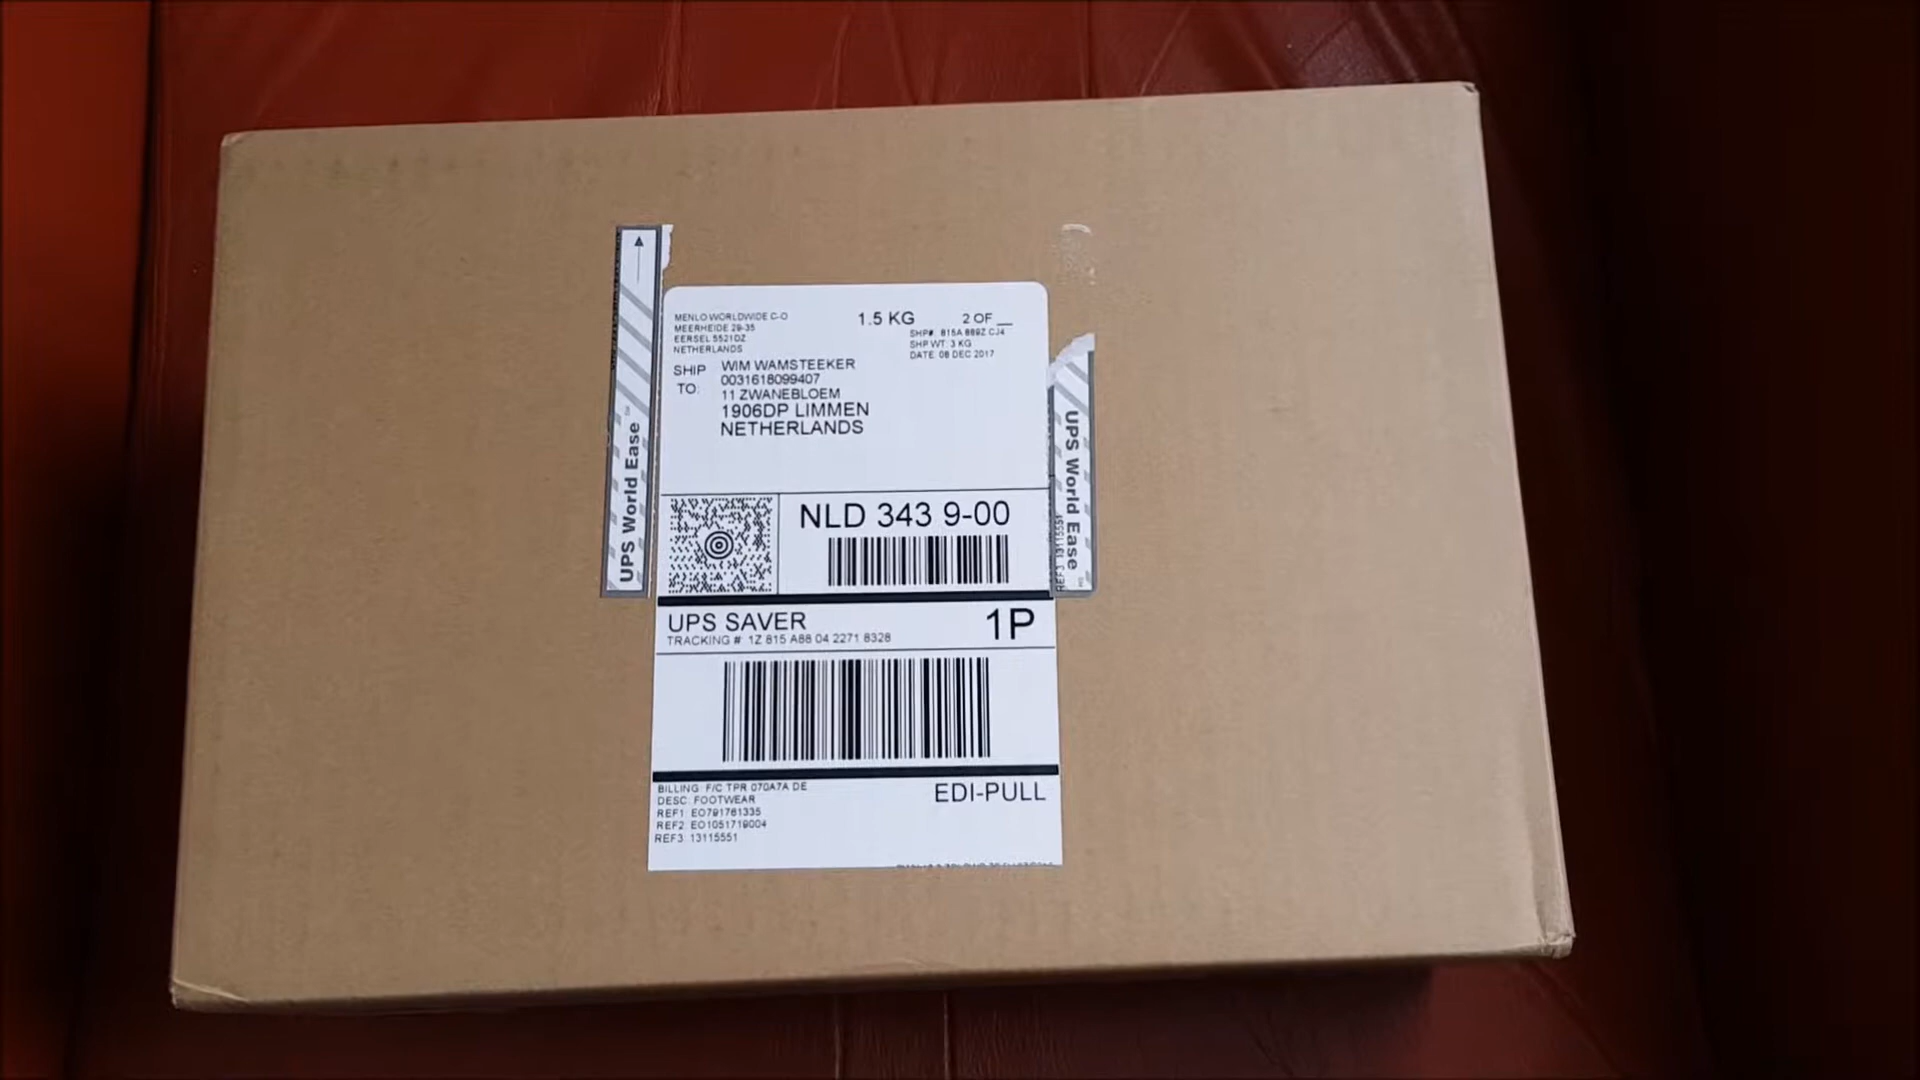 MENLO WORLDWIDE C-O
MEERHEIDE 29-35
EERSEL 5521DZ
NETHERLANDS
1.5 KG
2 OF __
SHP#: 815A 889Z CJ4
SHP WT: 3 KG
DATE: 08 DEC 2017
SHIP TO:
WIM WAMSTEEKER
0031618099407
11 ZWANEBLOEM
1906DP LIMMEN
NETHERLANDS
UPS World Ease
UPS World Ease
REF3 13115551
NLD 343 9-00
UPS SAVER
TRACKING #: 1Z 815 A88 04 2271 8328
1P
BILLING: F/C TPR 070A7A DE
DESC: FOOTWEAR
REF1: EO791761335
REF2: EO1051719004
REF3: 13115551
EDI-PULL